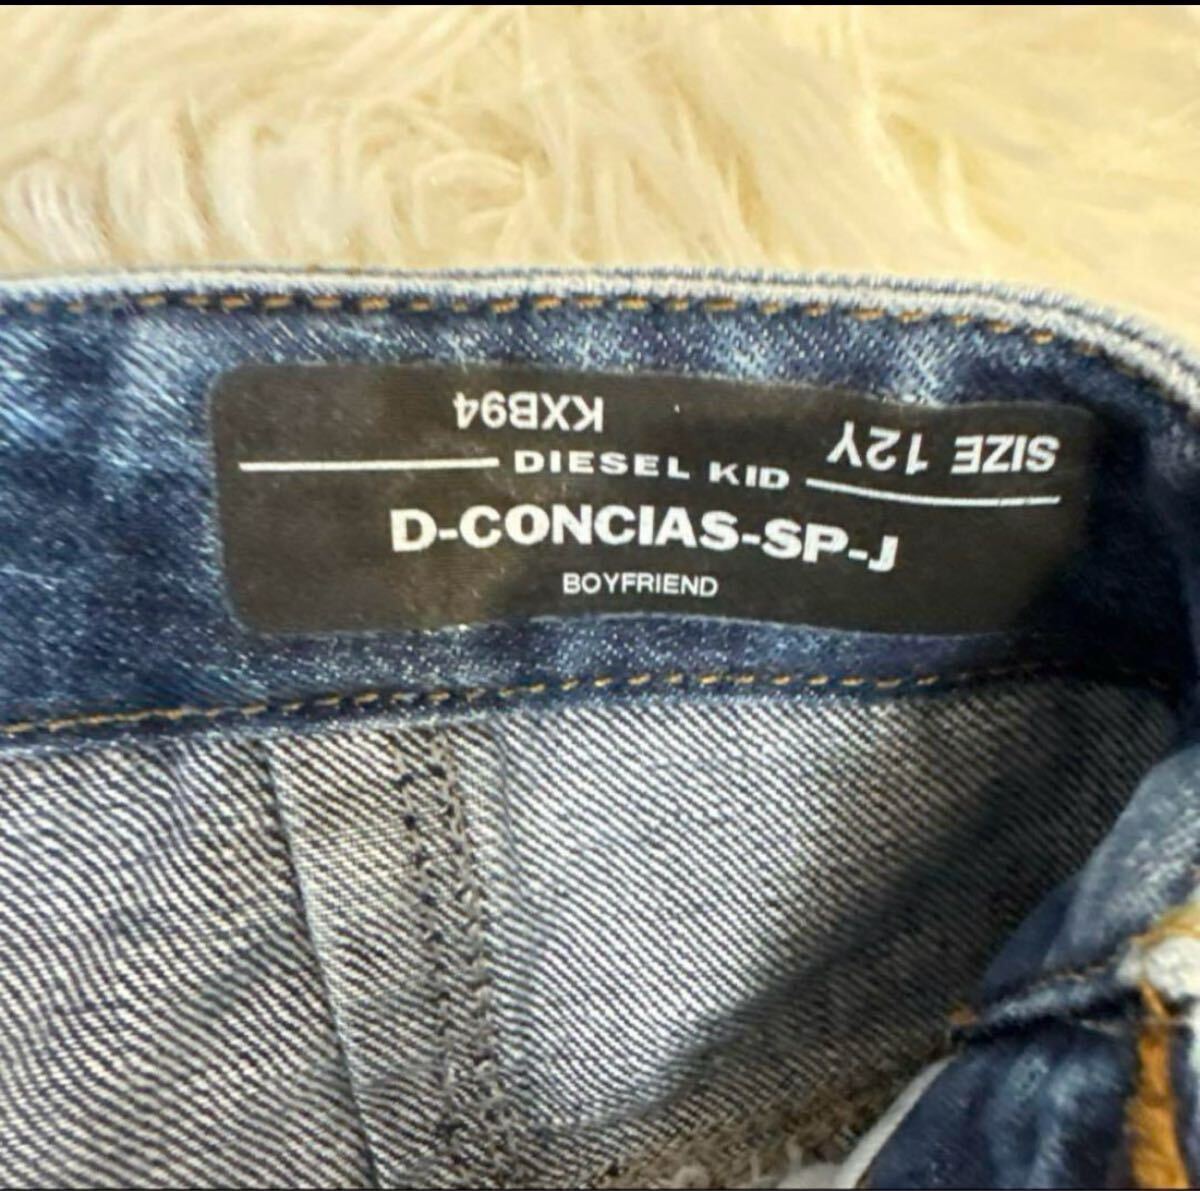 KXB94
SIZE 12Y
DIESEL KID
D-CONCIAS-SP-J
BOYFRIEND